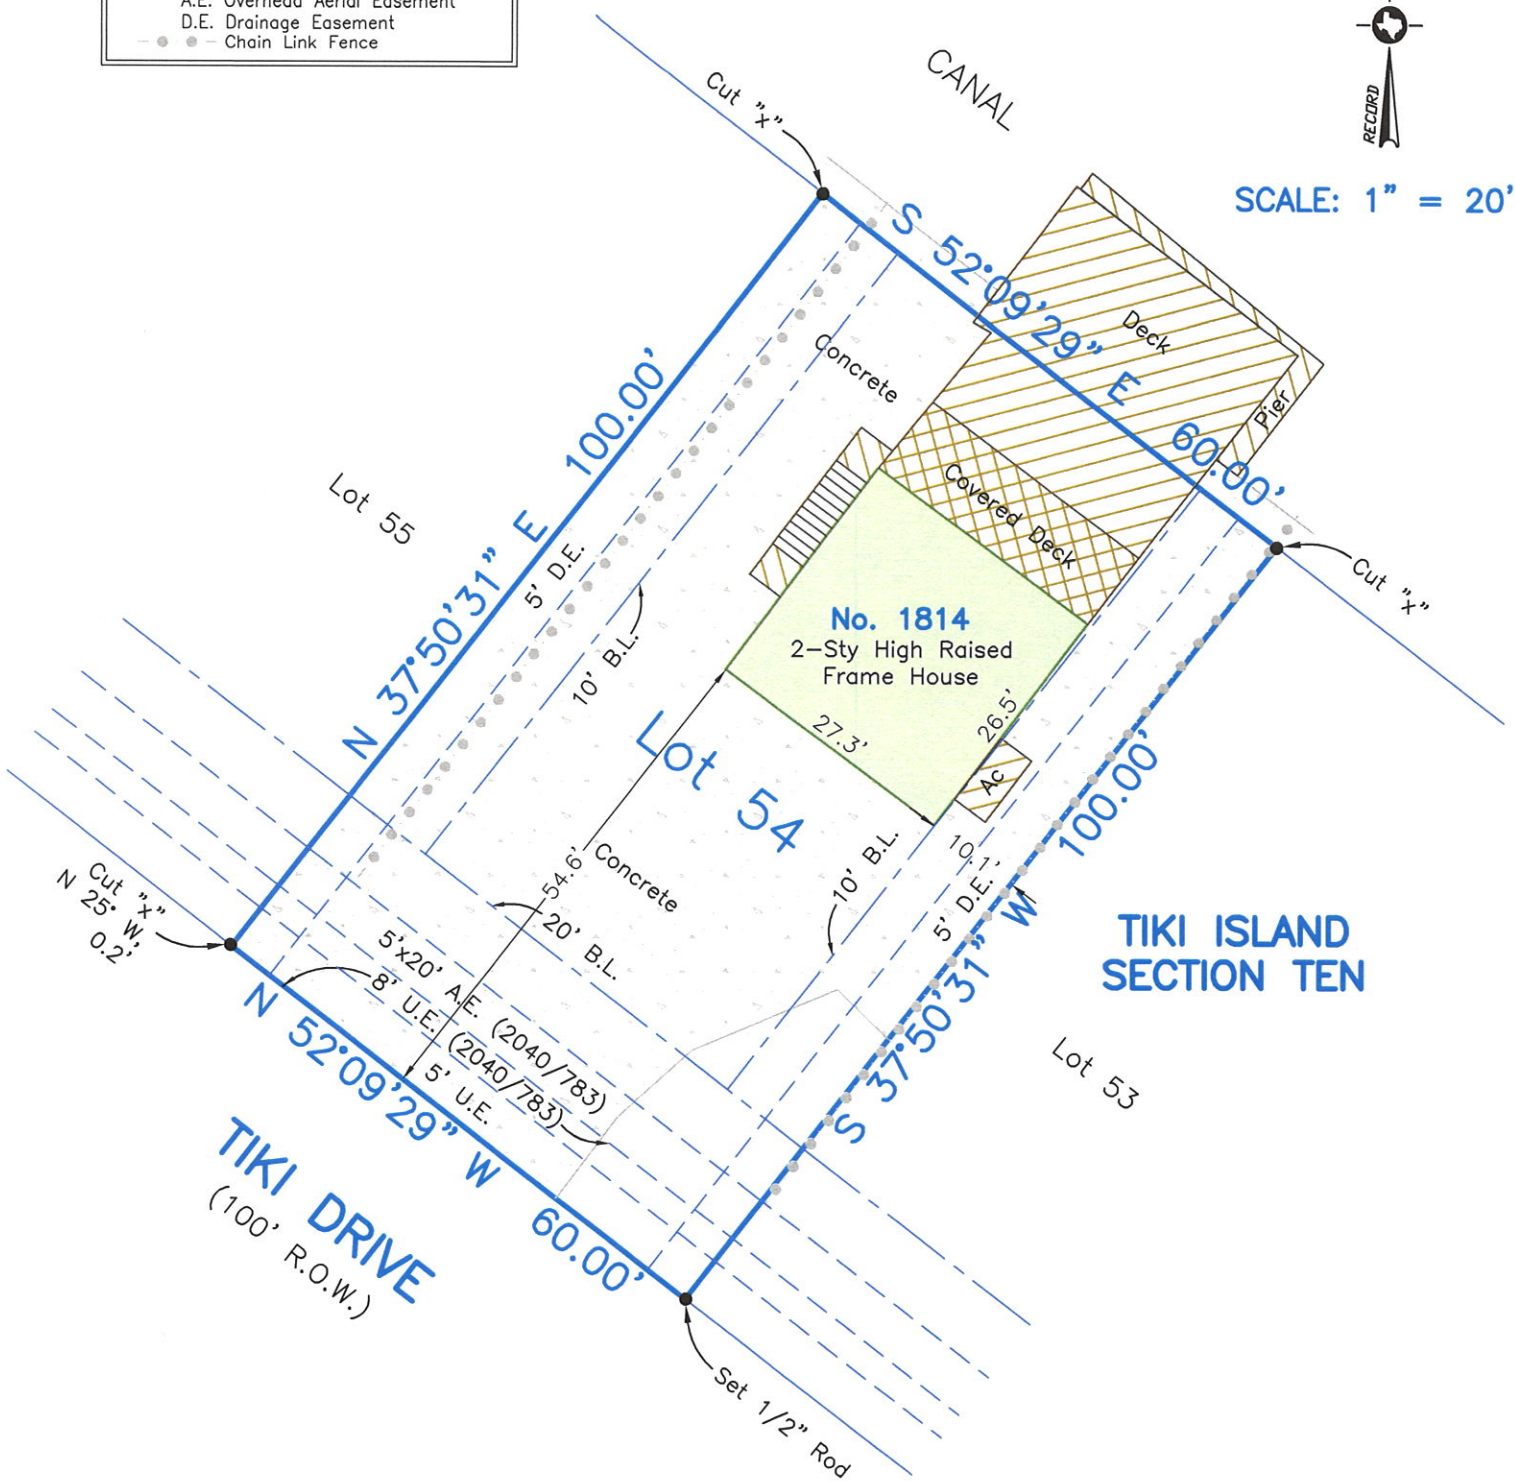 A.E. Overhead Aerial Easement
D.E. Drainage Easement
Chain Link Fence
CANAL
RECORD
SCALE: 1" = 20'
Cut "x"
S 52°09'29" E 60.00'
Deck
Pier
Concrete
Covered Deck
Cut "x"
N 37°50'31" E 100.00'
Lot 55
5' D.E.
10' B.L.
No. 1814
2-Sty High Raised
Frame House
27.3'
26.5'
Ac
Lot 54
54.6'
Concrete
10' B.L.
10.1'
5' D.E.
S 37°50'31" W 100.00'
TIKI ISLAND
SECTION TEN
Lot 53
Cut "x"
N 25° W,
0.2'
20' B.L.
5'x20' A.E. (2040/783)
8' U.E. (2040/783)
5' U.E.
N 52°09'29" W 60.00'
TIKI DRIVE
(100' R.O.W.)
Set 1/2" Rod